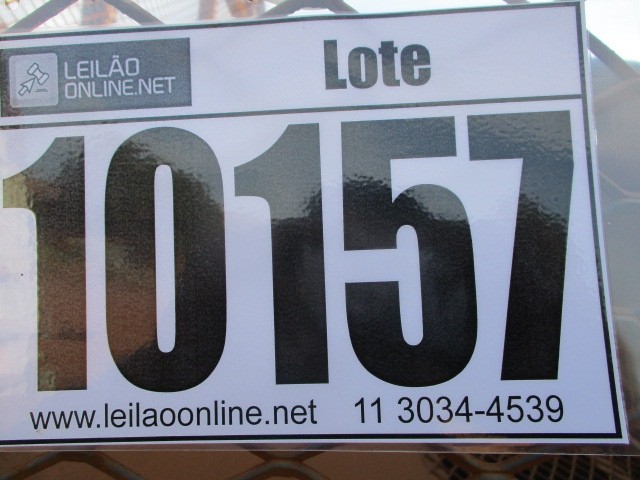 LEILÃO
ONLINE.NET
Lote
10157
www.leilaoonline.net 11 3034-4539